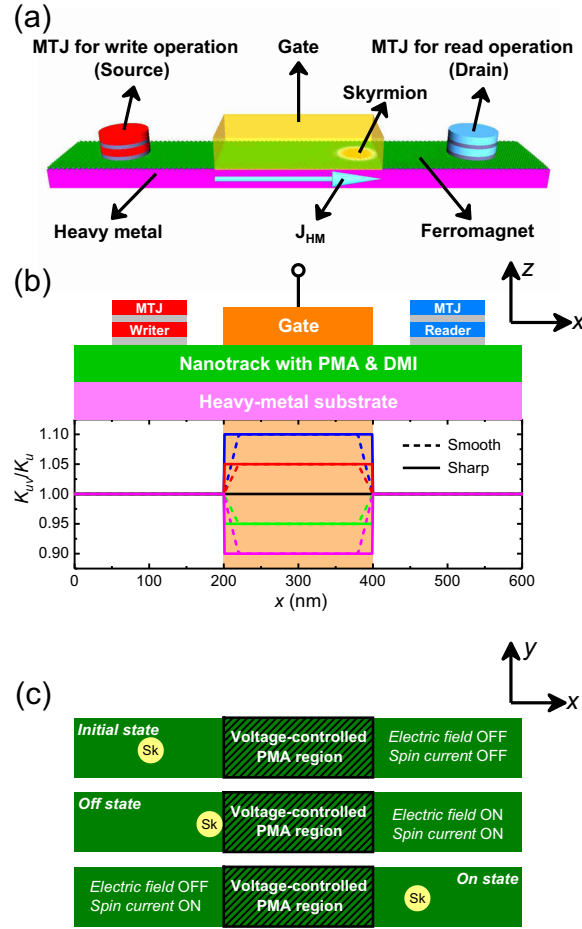 (a)
MTJ for write operation
(Source)
Gate
MTJ for read operation
(Drain)
Skyrmion
Heavy metal
J_HM
Ferromagnet
(b)
z
x
MTJ
Writer
Gate
MTJ
Reader
Nanotrack with PMA & DMI
Heavy-metal substrate
K_uv/K_u
1.10
1.05
1.00
0.95
0.90
Smooth
Sharp
0 100 200 300 400 500 600
x (nm)
y
x
(c)
Initial state
Sk
Voltage-controlled
PMA region
Electric field OFF
Spin current OFF
Off state
Sk
Voltage-controlled
PMA region
Electric field ON
Spin current ON
Electric field OFF
Spin current ON
Voltage-controlled
PMA region
On state
Sk